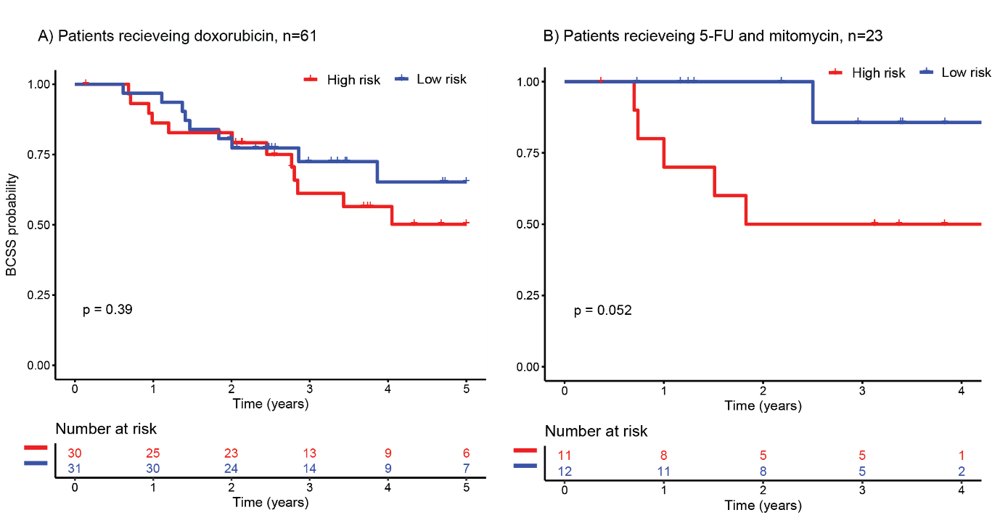 A) Patients recieveing doxorubicin, n=61
High risk Low risk
1.00
0.75
0.50
0.25
0.00
BCSS probability
p = 0.39
0 1 2 3 4 5
Time (years)
Number at risk
30 25 23 13 9 6
31 30 24 14 9 7
0 1 2 3 4 5
Time (years)
B) Patients recieveing 5-FU and mitomycin, n=23
High risk Low risk
1.00
0.75
0.50
0.25
0.00
p = 0.052
0 1 2 3 4
Time (years)
Number at risk
11 8 5 5 1
12 11 8 5 2
0 1 2 3 4
Time (years)